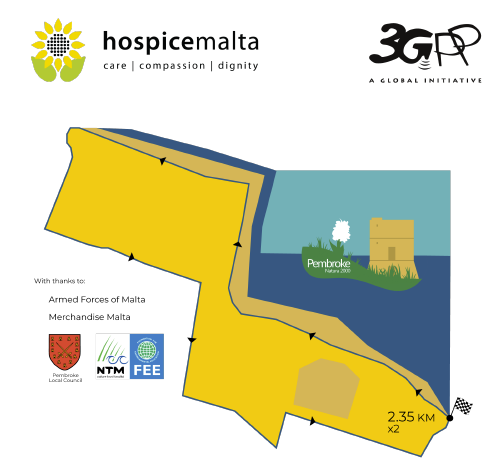 hospicemalta
care | compassion | dignity
3GPP
A GLOBAL INITIATIVE
Pembroke
Natura 2000
With thanks to:
Armed Forces of Malta
Merchandise Malta
Pembroke
Local Council
NTM
FEE
2.35 KM
x2